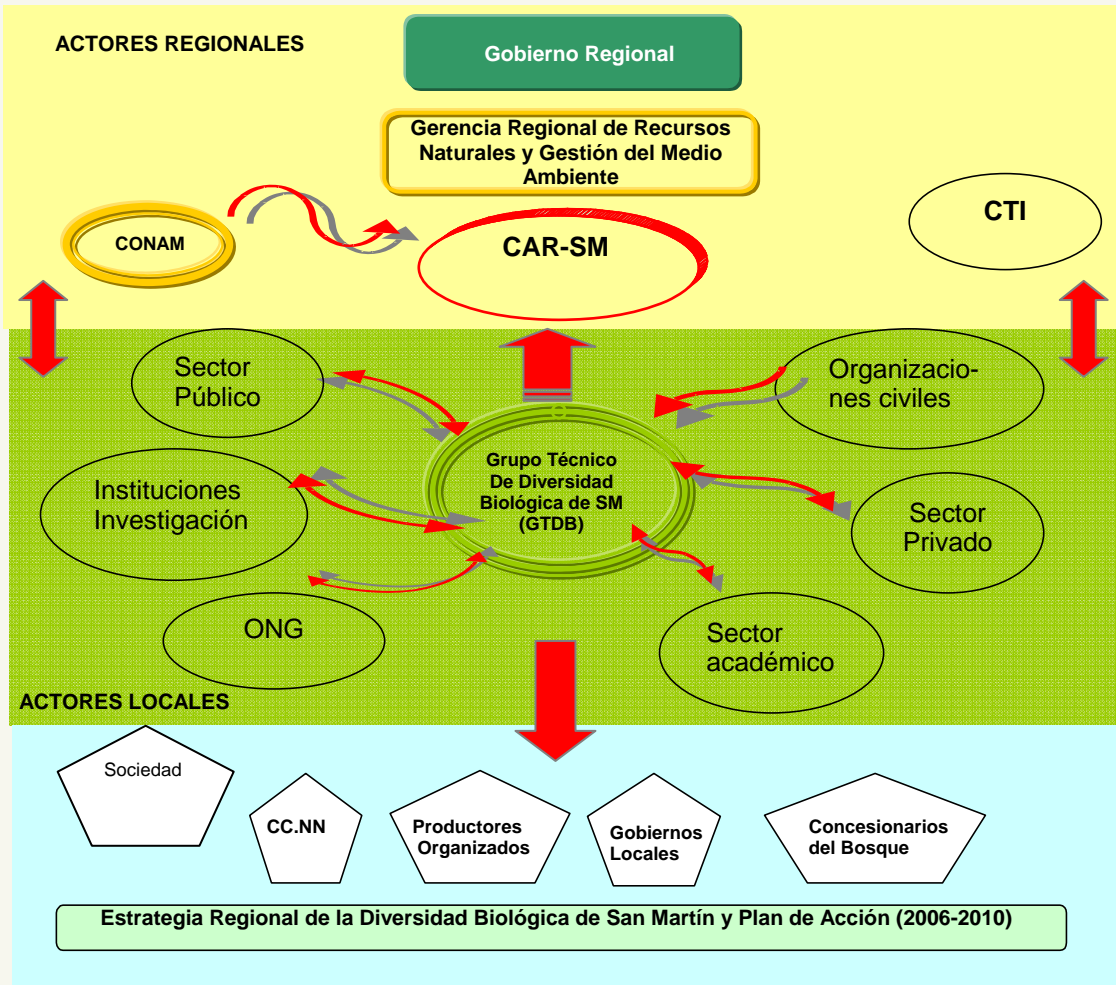 ACTORES REGIONALES
Gobierno Regional
Gerencia Regional de Recursos
Naturales y Gestión del Medio
Ambiente
CONAM
CAR-SM
CTI
Sector
Público
Organizacio-
nes civiles
Instituciones
Investigación
Grupo Técnico
De Diversidad
Biológica de SM
(GTDB)
Sector
Privado
ONG
Sector
académico
ACTORES LOCALES
Sociedad
CC.NN
Productores
Organizados
Gobiernos
Locales
Concesionarios
del Bosque
Estrategia Regional de la Diversidad Biológica de San Martín y Plan de Acción (2006-2010)